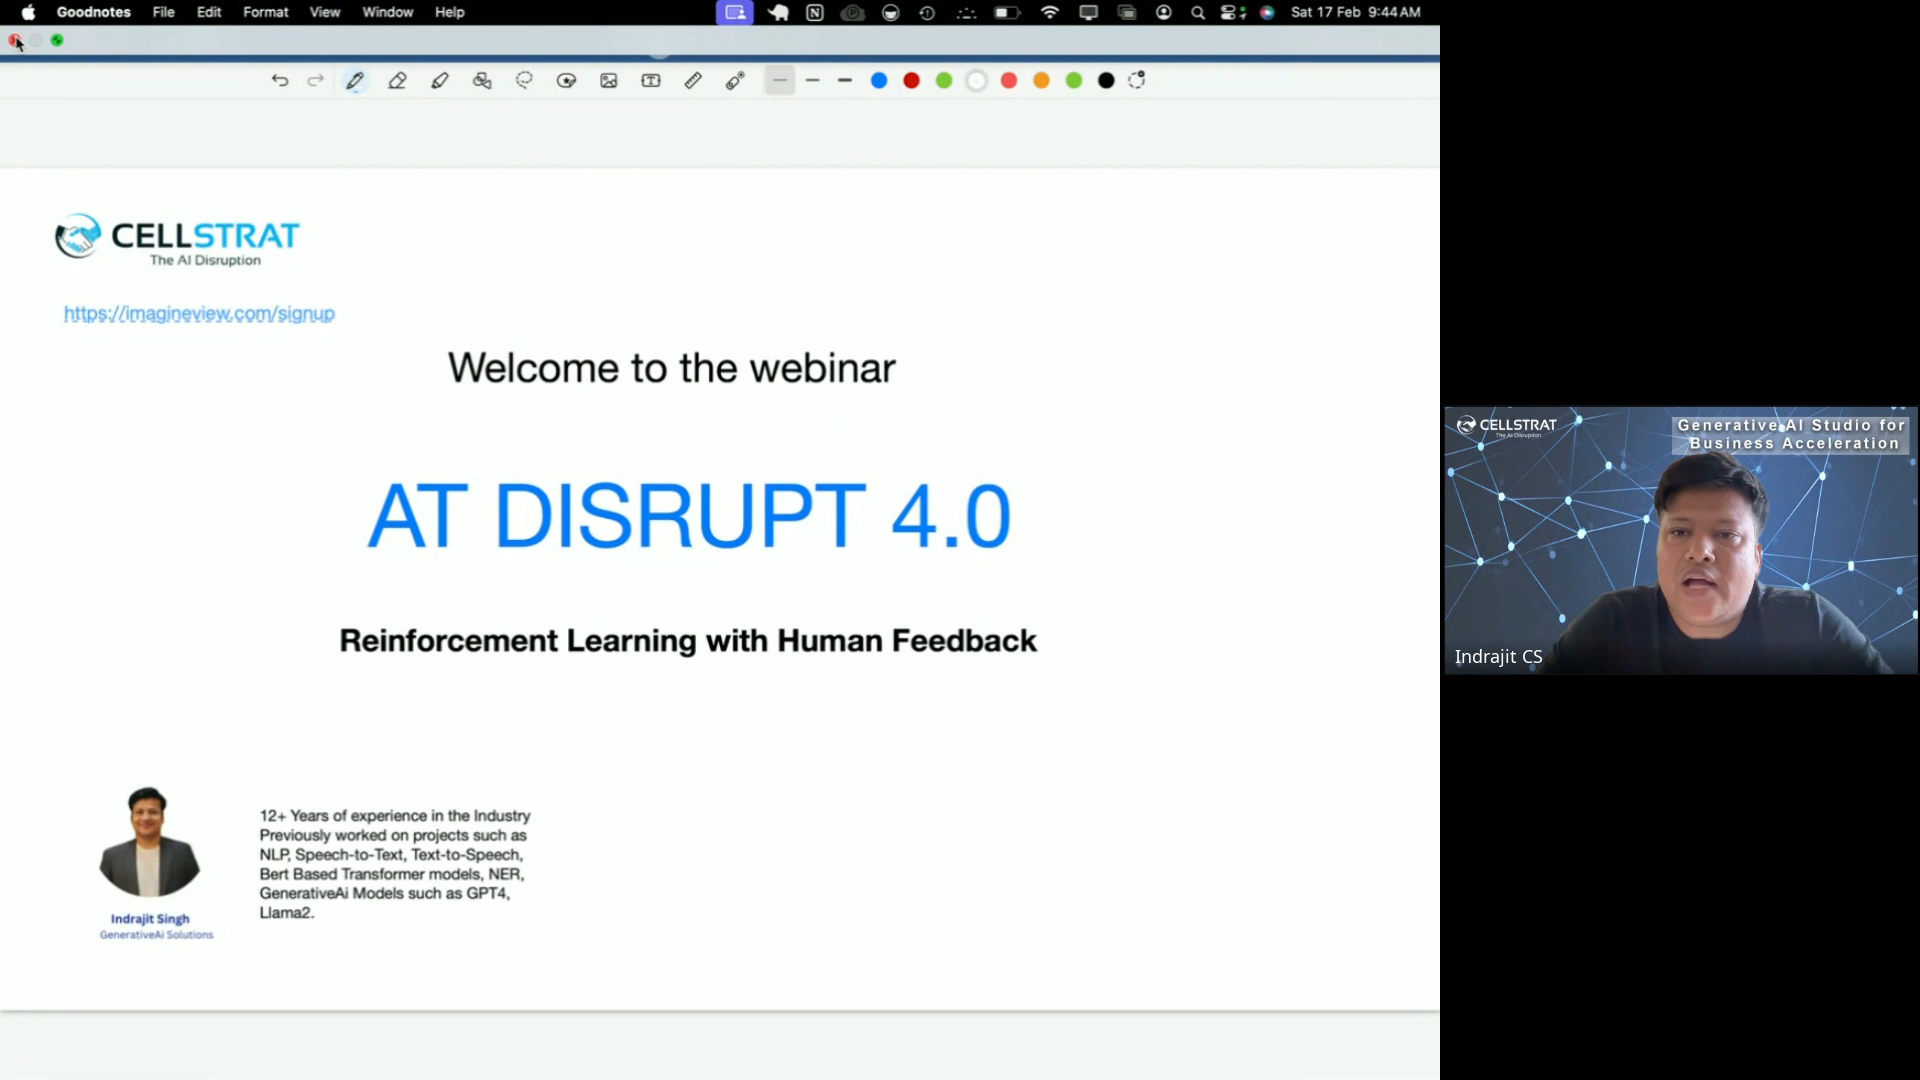 Goodnotes File Edit Format View Window Help
Sat 17 Feb 9:44 AM
CELLSTRAT
The AI Disruption
https://imagineview.com/signup
Welcome to the webinar
AT DISRUPT 4.0
Reinforcement Learning with Human Feedback
12+ Years of experience in the Industry
Previously worked on projects such as
NLP, Speech-to-Text, Text-to-Speech,
Bert Based Transformer models, NER,
GenerativeAi Models such as GPT4,
Llama2.
Indrajit Singh
GenerativeAi Solutions
CELLSTRAT
The AI Disruption
Generative AI Studio for
Business Acceleration
Indrajit CS